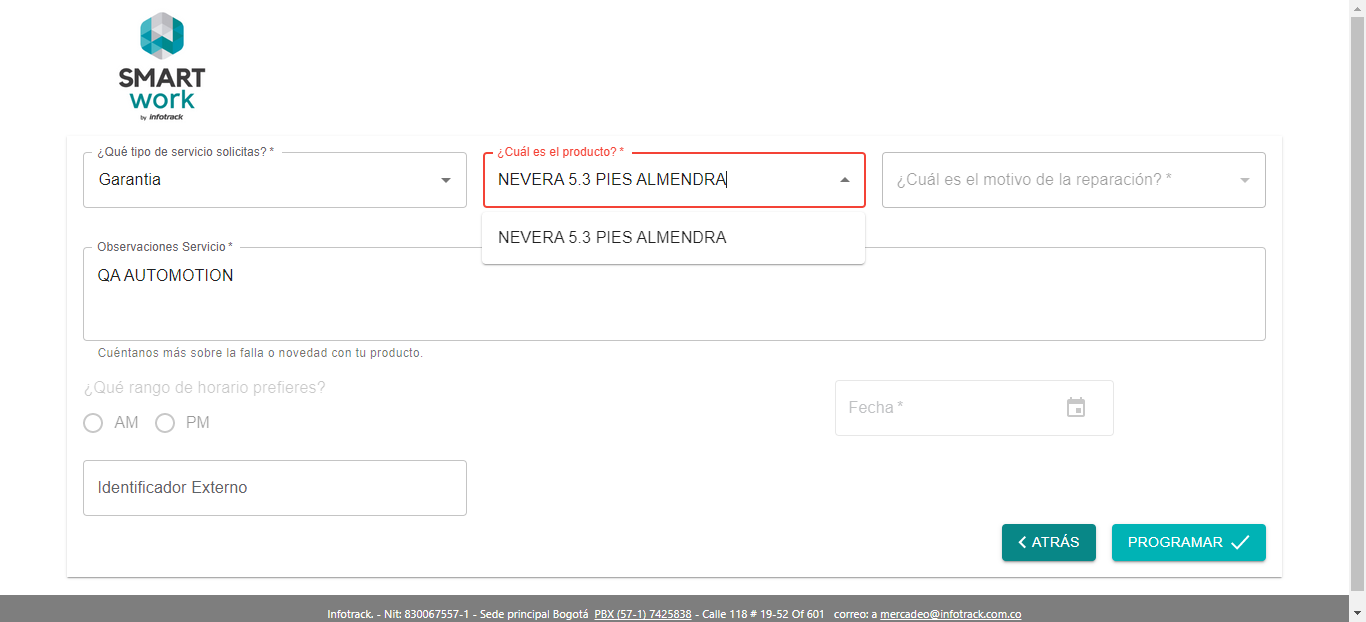 SMART
work
by infotrack
¿Qué tipo de servicio solicitas? *
Garantia
¿Cuál es el producto? *
NEVERA 5.3 PIES ALMENDRA
¿Cuál es el motivo de la reparación? *
NEVERA 5.3 PIES ALMENDRA
Observaciones Servicio *
QA AUTOMOTION
Cuéntanos más sobre la falla o novedad con tu producto.
¿Qué rango de horario prefieres?
AM PM
Fecha *
Identificador Externo
ATRÁS
PROGRAMAR
Infotrack. - Nit: 830067557-1 - Sede principal Bogotá PBX (57-1) 7425838 - Calle 118 # 19-52 Of 601 correo: a mercadeo@infotrack.com.co